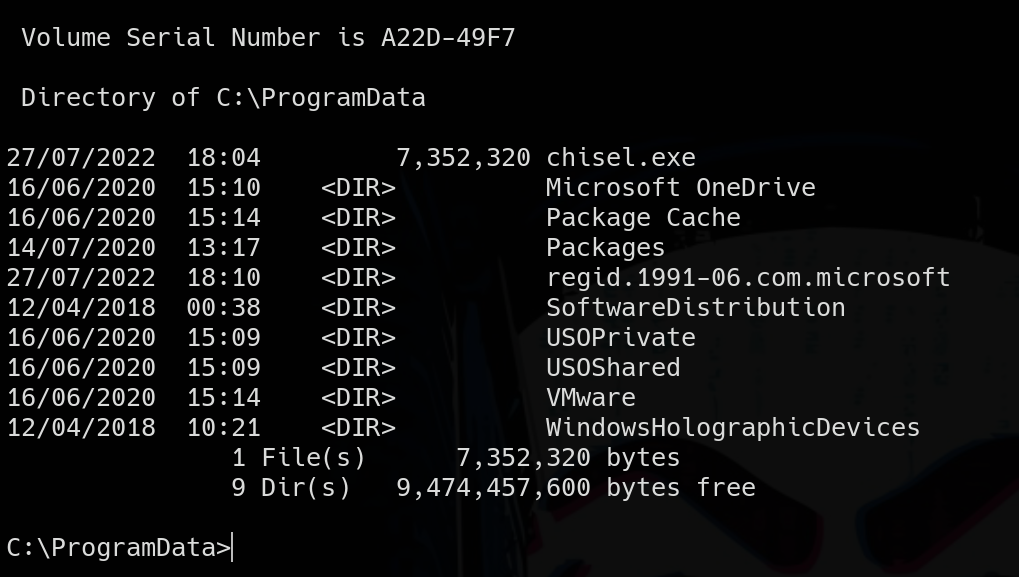 Volume Serial Number is A22D-49F7
Directory of C:\ProgramData
27/07/2022  18:04         7,352,320 chisel.exe
16/06/2020  15:10    <DIR>          Microsoft OneDrive
16/06/2020  15:14    <DIR>          Package Cache
14/07/2020  13:17    <DIR>          Packages
27/07/2022  18:10    <DIR>          regid.1991-06.com.microsoft
12/04/2018  00:38    <DIR>          SoftwareDistribution
16/06/2020  15:09    <DIR>          USOPrivate
16/06/2020  15:09    <DIR>          USOShared
16/06/2020  15:14    <DIR>          VMware
12/04/2018  10:21    <DIR>          WindowsHolographicDevices
1 File(s)      7,352,320 bytes
9 Dir(s)   9,474,457,600 bytes free
C:\ProgramData>